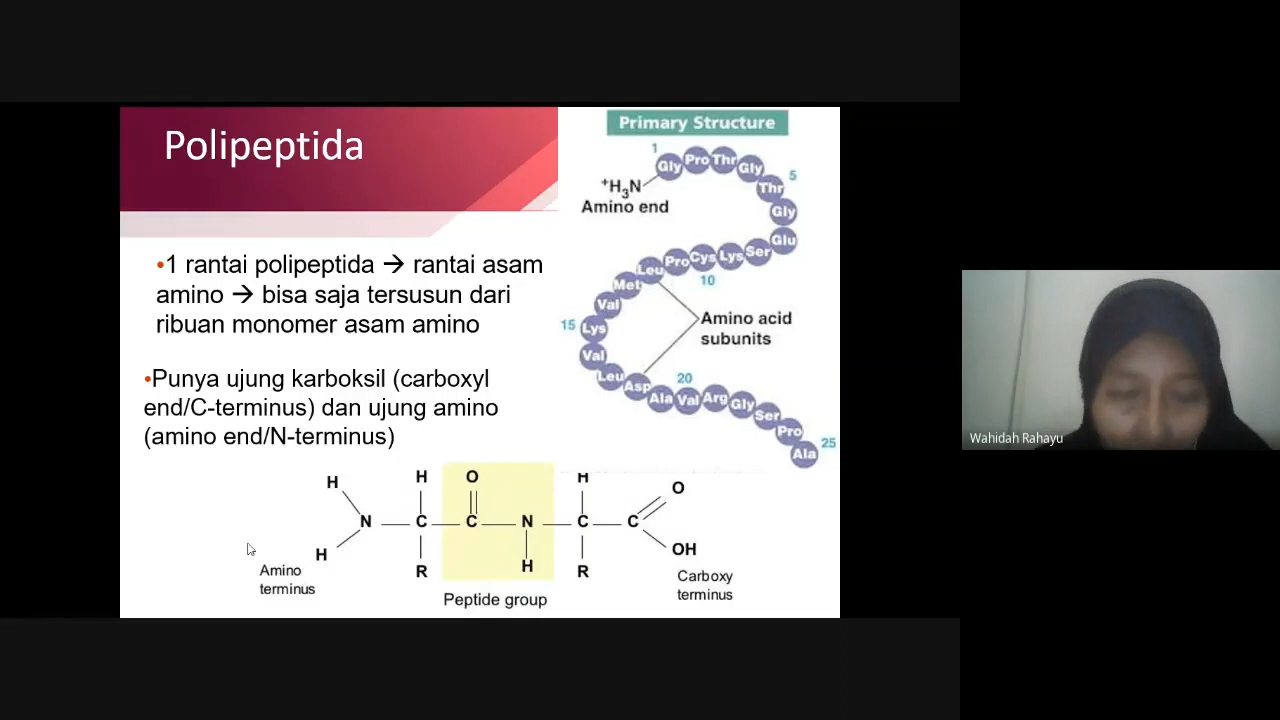 Polipeptida
•1 rantai polipeptida → rantai asam
amino → bisa saja tersusun dari
ribuan monomer asam amino
•Punya ujung karboksil (carboxyl
end/C-terminus) dan ujung amino
(amino end/N-terminus)
Primary Structure
1
Gly Pro Thr Gly
5
Thr
Gly
+H3N
Amino end
Glu
Leu Pro Cys Lys Ser
10
Met
Val
15 Lys
Amino acid
subunits
Val
Leu
Asp
20
Ala Val Arg Gly
Ser
Pro
25
Ala
H H O H O
N C C N C C
H R H R OH
Amino
terminus
Peptide group
Carboxy
terminus
Wahidah Rahayu